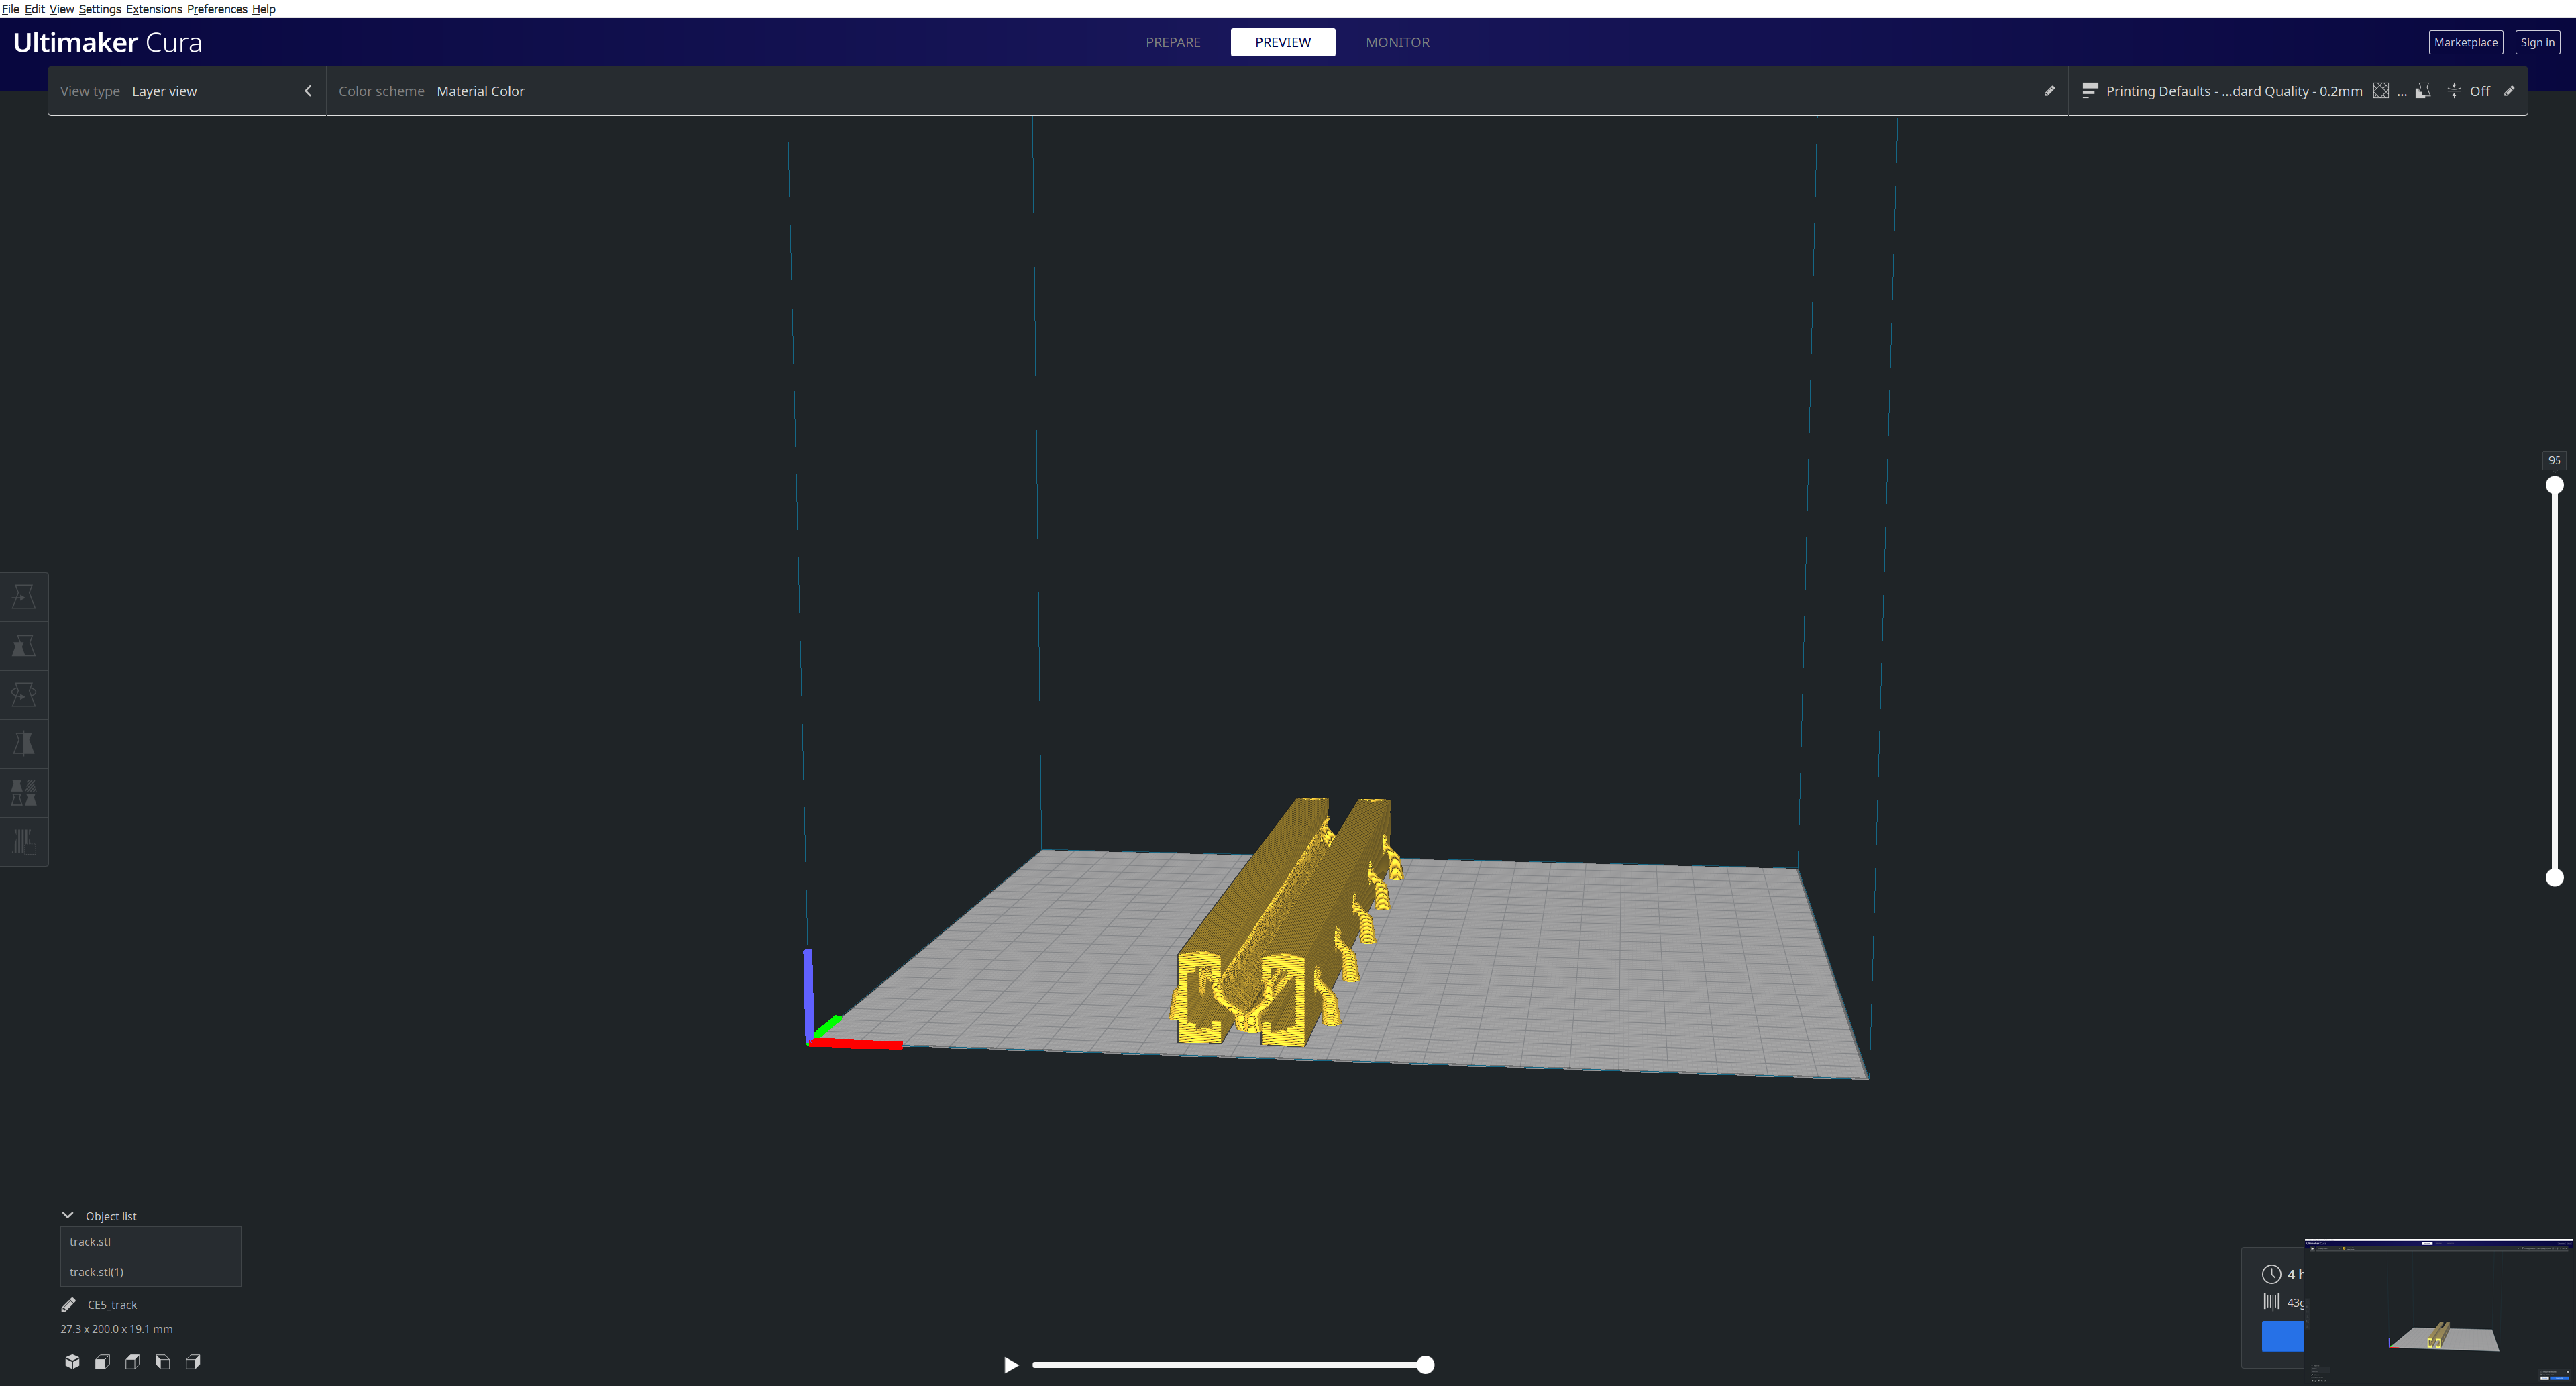 File Edit View Settings Extensions Preferences Help
Ultimaker Cura
PREPARE PREVIEW MONITOR
Marketplace Sign in
View type Layer view Color scheme Material Color Printing Defaults - ...dard Quality - 0.2mm ... Off
95
Object list
track.stl
track.stl(1)
CE5_track
27.3 x 200.0 x 19.1 mm
4 h
43g